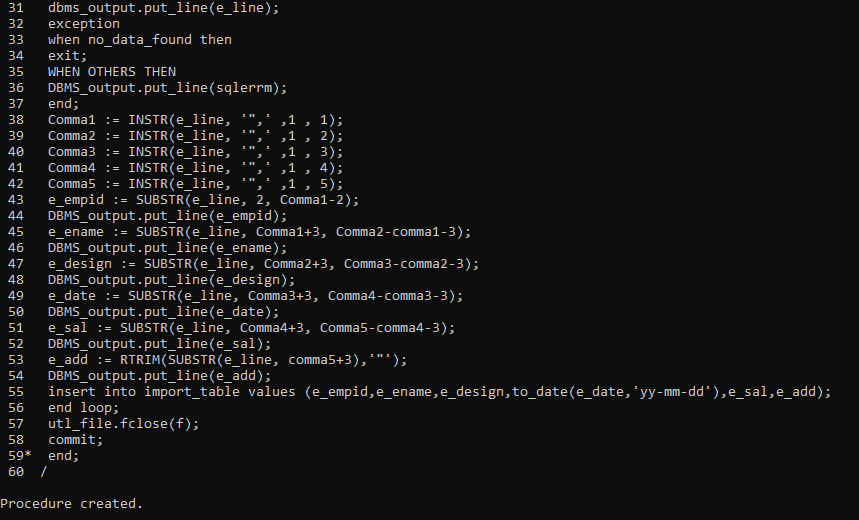 31   dbms_output.put_line(e_line);
32   exception
33   when no_data_found then
34   exit;
35   WHEN OTHERS THEN
36   DBMS_output.put_line(sqlerrm);
37   end;
38   Comma1 := INSTR(e_line, '",' ,1 , 1);
39   Comma2 := INSTR(e_line, '",' ,1 , 2);
40   Comma3 := INSTR(e_line, '",' ,1 , 3);
41   Comma4 := INSTR(e_line, '",' ,1 , 4);
42   Comma5 := INSTR(e_line, '",' ,1 , 5);
43   e_empid := SUBSTR(e_line, 2, Comma1-2);
44   DBMS_output.put_line(e_empid);
45   e_ename := SUBSTR(e_line, Comma1+3, Comma2-comma1-3);
46   DBMS_output.put_line(e_ename);
47   e_design := SUBSTR(e_line, Comma2+3, Comma3-comma2-3);
48   DBMS_output.put_line(e_design);
49   e_date := SUBSTR(e_line, Comma3+3, Comma4-comma3-3);
50   DBMS_output.put_line(e_date);
51   e_sal := SUBSTR(e_line, Comma4+3, Comma5-comma4-3);
52   DBMS_output.put_line(e_sal);
53   e_add := RTRIM(SUBSTR(e_line, comma5+3),'"');
54   DBMS_output.put_line(e_add);
55   insert into import_table values (e_empid,e_ename,e_design,to_date(e_date,'yy-mm-dd'),e_sal,e_add);
56   end loop;
57   utl_file.fclose(f);
58   commit;
59*  end;
60  /
Procedure created.